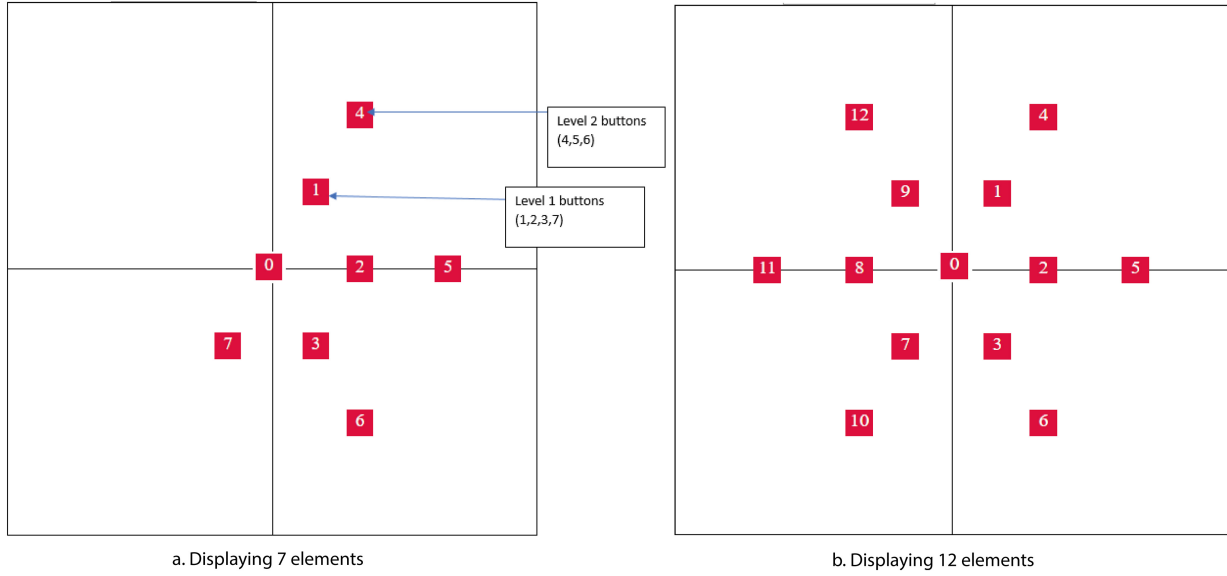 4
Level 2 buttons
(4,5,6)
1
Level 1 buttons
(1,2,3,7)
0 2 5
7 3
6
a. Displaying 7 elements
12 4
9 1
11 8 0 2 5
7 3
10 6
b. Displaying 12 elements